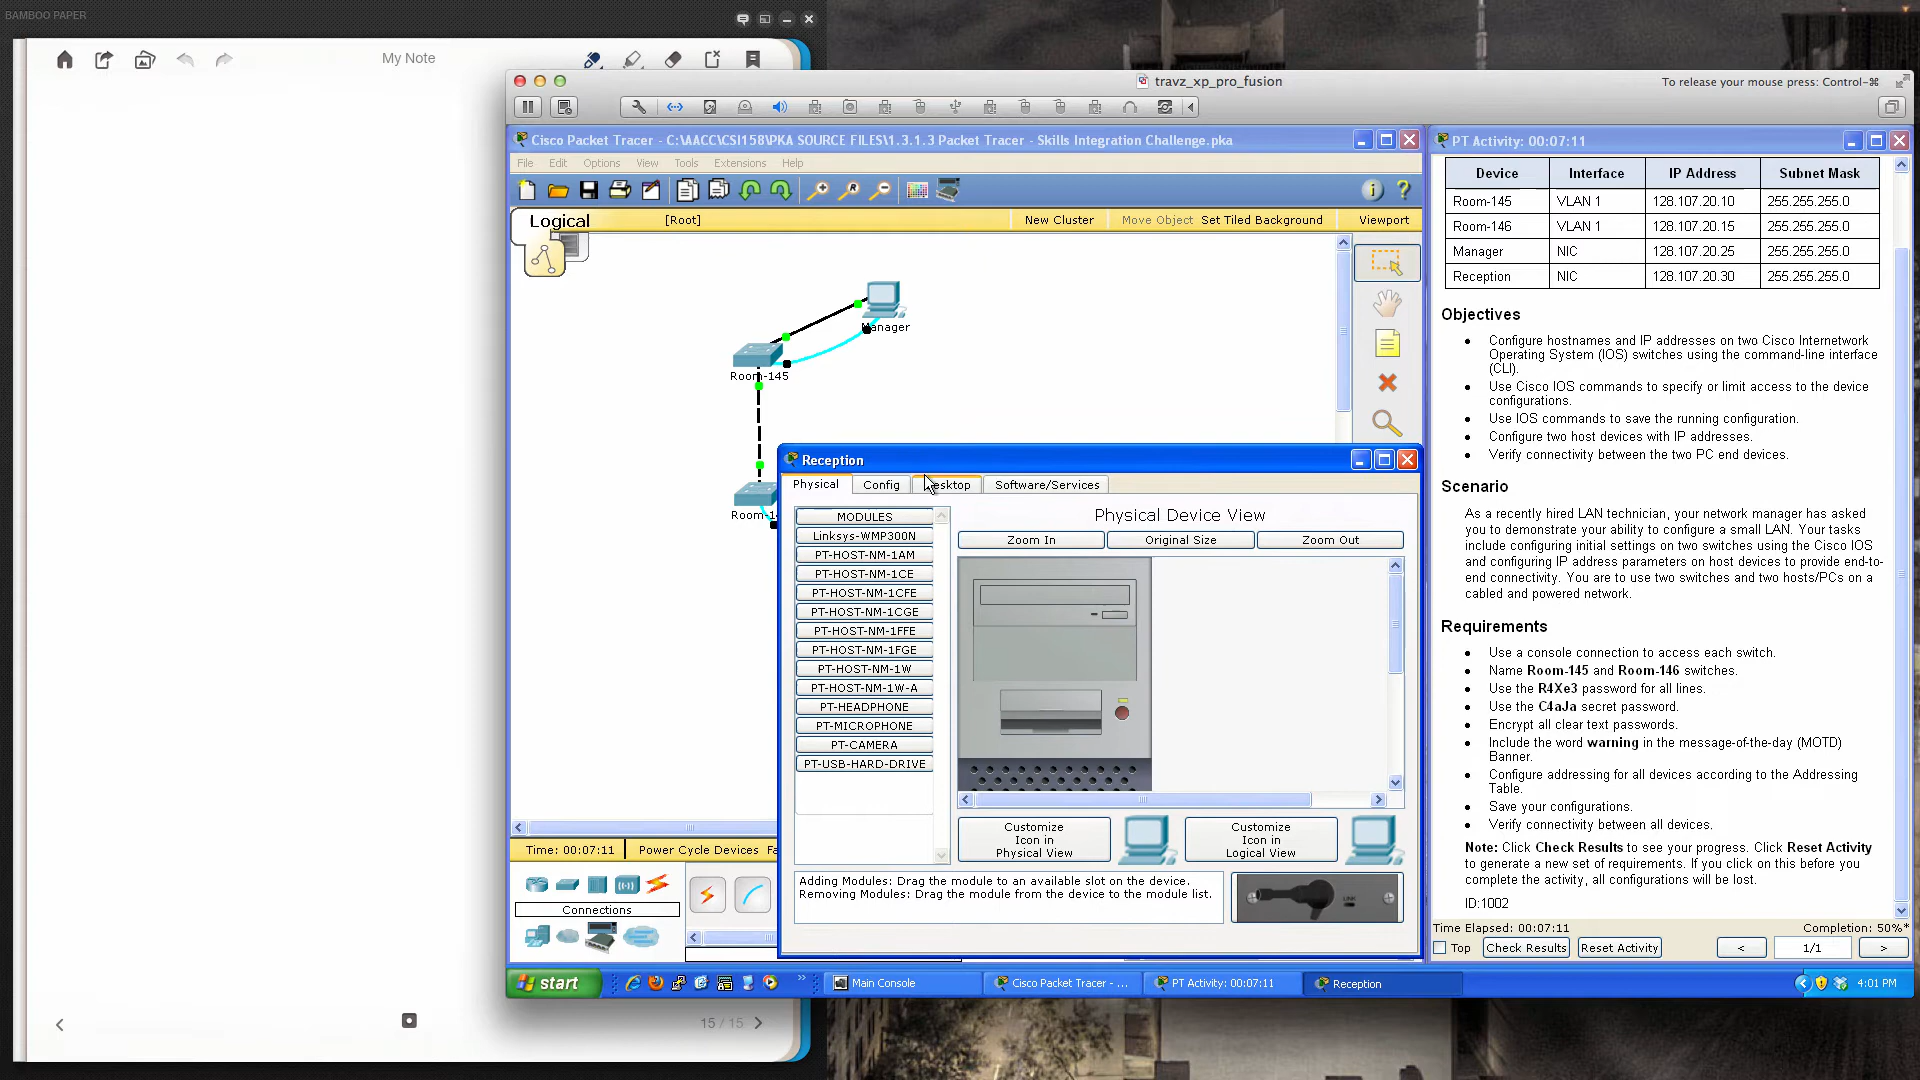 BAMBOO PAPER
My Note
15 / 15
travz_xp_pro_fusion
To release your mouse press: Control-⌘
Cisco Packet Tracer - C:\AACC\CSI158\PKA SOURCE FILES\1.3.1.3 Packet Tracer - Skills Integration Challenge.pka
File Edit Options View Tools Extensions Help
Logical
[Root]
New Cluster
Move Object
Set Tiled Background
Viewport
Manager
Room-145
Room-1
Reception
Physical
Config
Desktop
Software/Services
MODULES
Linksys-WMP300N
PT-HOST-NM-1AM
PT-HOST-NM-1CE
PT-HOST-NM-1CFE
PT-HOST-NM-1CGE
PT-HOST-NM-1FFE
PT-HOST-NM-1FGE
PT-HOST-NM-1W
PT-HOST-NM-1W-A
PT-HEADPHONE
PT-MICROPHONE
PT-CAMERA
PT-USB-HARD-DRIVE
Physical Device View
Zoom In
Original Size
Zoom Out
Customize
Icon in
Physical View
Customize
Icon in
Logical View
Adding Modules: Drag the module to an available slot on the device.
Removing Modules: Drag the module from the device to the module list.
Time: 00:07:11
Power Cycle Devices Fa
Connections
PT Activity: 00:07:11
Device Interface IP Address Subnet Mask
Room-145 VLAN 1 128.107.20.10 255.255.255.0
Room-146 VLAN 1 128.107.20.15 255.255.255.0
Manager NIC 128.107.20.25 255.255.255.0
Reception NIC 128.107.20.30 255.255.255.0
Objectives
• Configure hostnames and IP addresses on two Cisco Internetwork
Operating System (IOS) switches using the command-line interface
(CLI).
• Use Cisco IOS commands to specify or limit access to the device
configurations.
• Use IOS commands to save the running configuration.
• Configure two host devices with IP addresses.
• Verify connectivity between the two PC end devices.
Scenario
As a recently hired LAN technician, your network manager has asked
you to demonstrate your ability to configure a small LAN. Your tasks
include configuring initial settings on two switches using the Cisco IOS
and configuring IP address parameters on host devices to provide end-to-
end connectivity. You are to use two switches and two hosts/PCs on a
cabled and powered network.
Requirements
• Use a console connection to access each switch.
• Name Room-145 and Room-146 switches.
• Use the R4Xe3 password for all lines.
• Use the C4aJa secret password.
• Encrypt all clear text passwords.
• Include the word warning in the message-of-the-day (MOTD)
Banner.
• Configure addressing for all devices according to the Addressing
Table.
• Save your configurations.
• Verify connectivity between all devices.
Note: Click Check Results to see your progress. Click Reset Activity
to generate a new set of requirements. If you click on this before you
complete the activity, all configurations will be lost.
ID:1002
Time Elapsed: 00:07:11
Completion: 50%*
Top
Check Results
Reset Activity
<
1/1
>
start
Main Console
Cisco Packet Tracer - ...
PT Activity: 00:07:11
Reception
4:01 PM